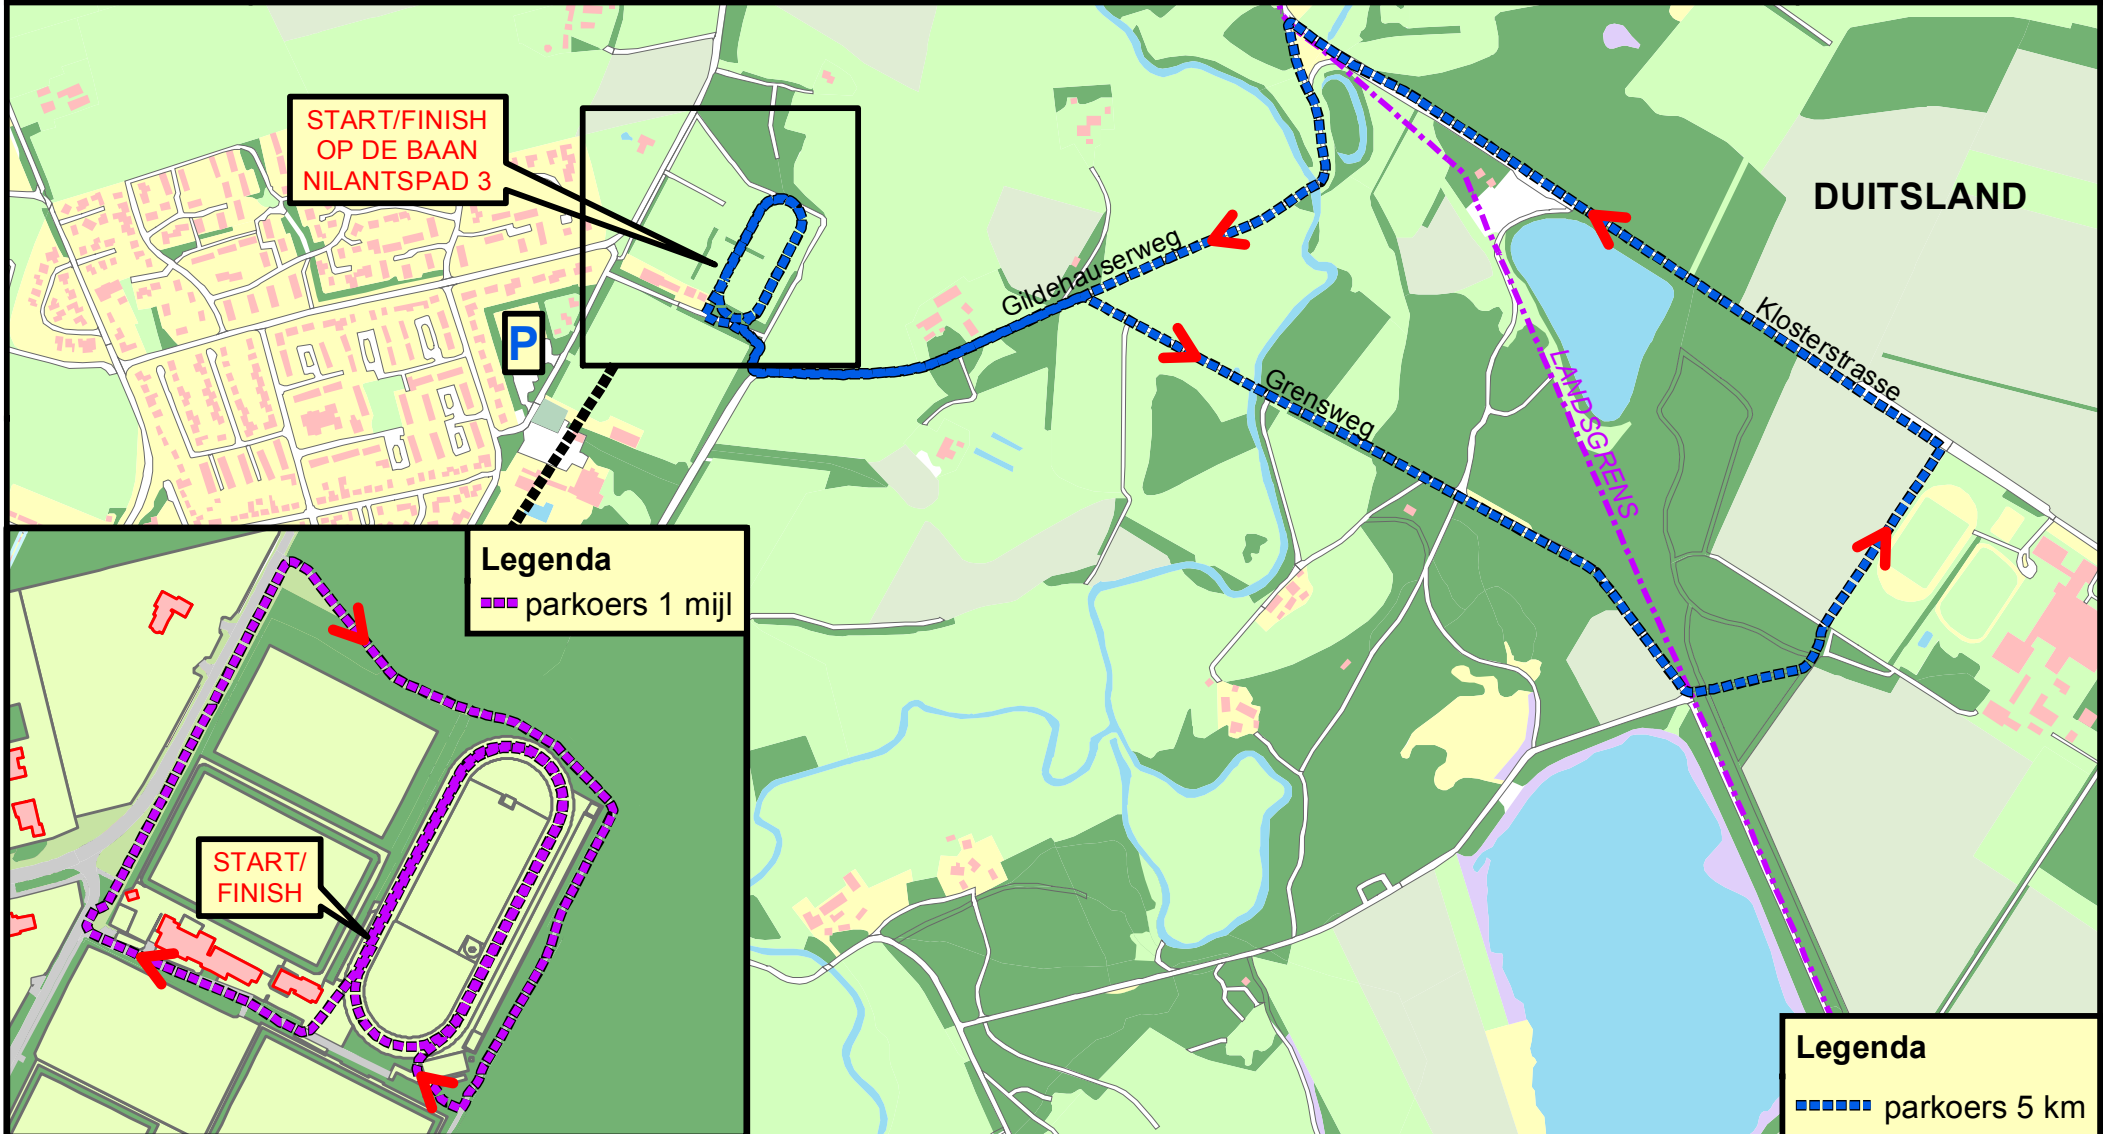 START/FINISH
OP DE BAAN
NILANTSPAD 3
DUITSLAND
Gildehauserweg
Klosterstrasse
P
LANDSGRENS
Grensweg
Legenda
parkoers 1 mijl
START/
FINISH
Legenda
parkoers 5 km